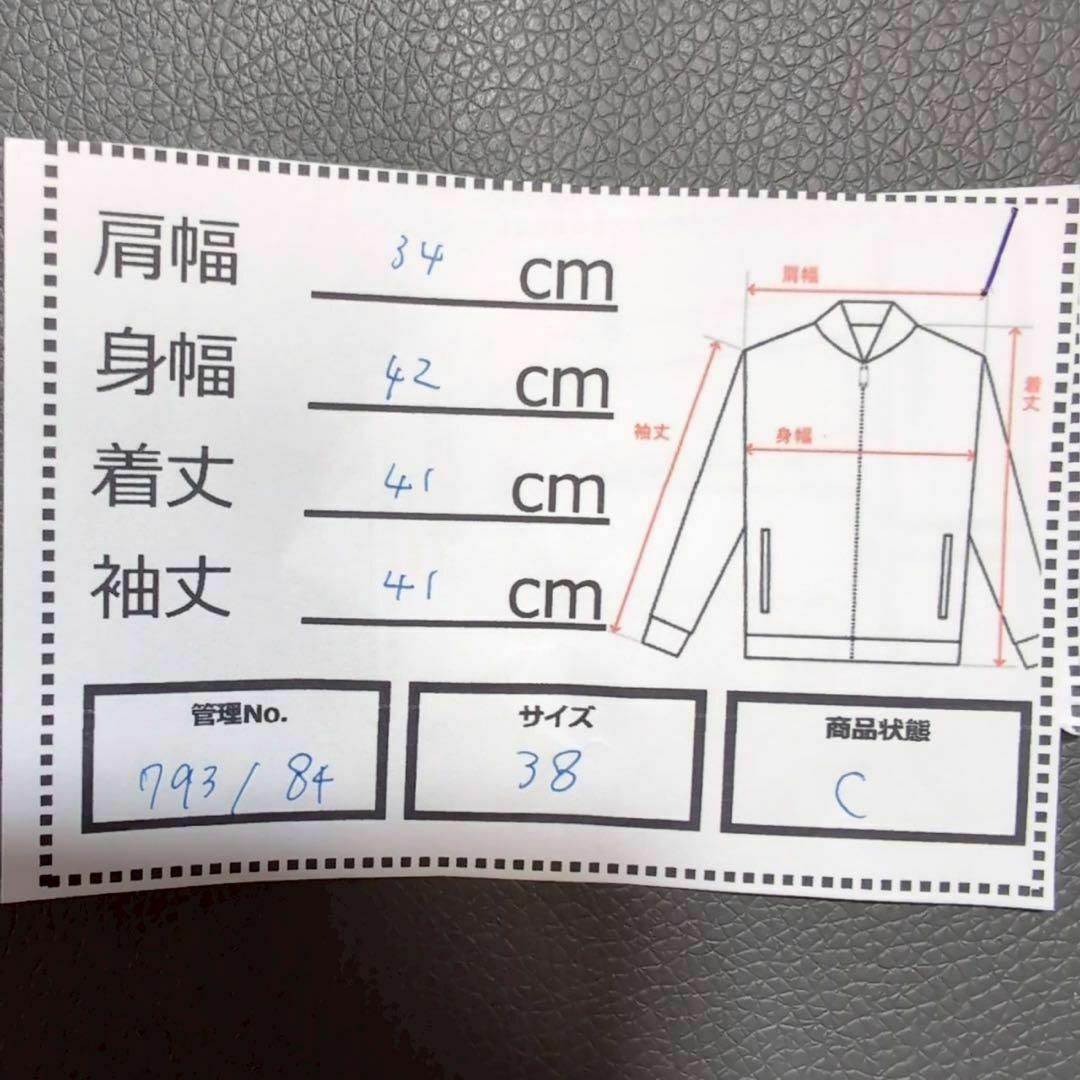 肩幅 34 cm
身幅 42 cm
着丈 41 cm
袖丈 41 cm
肩幅
着丈
袖丈
身幅
管理No.
793/84
サイズ
38
商品状態
C